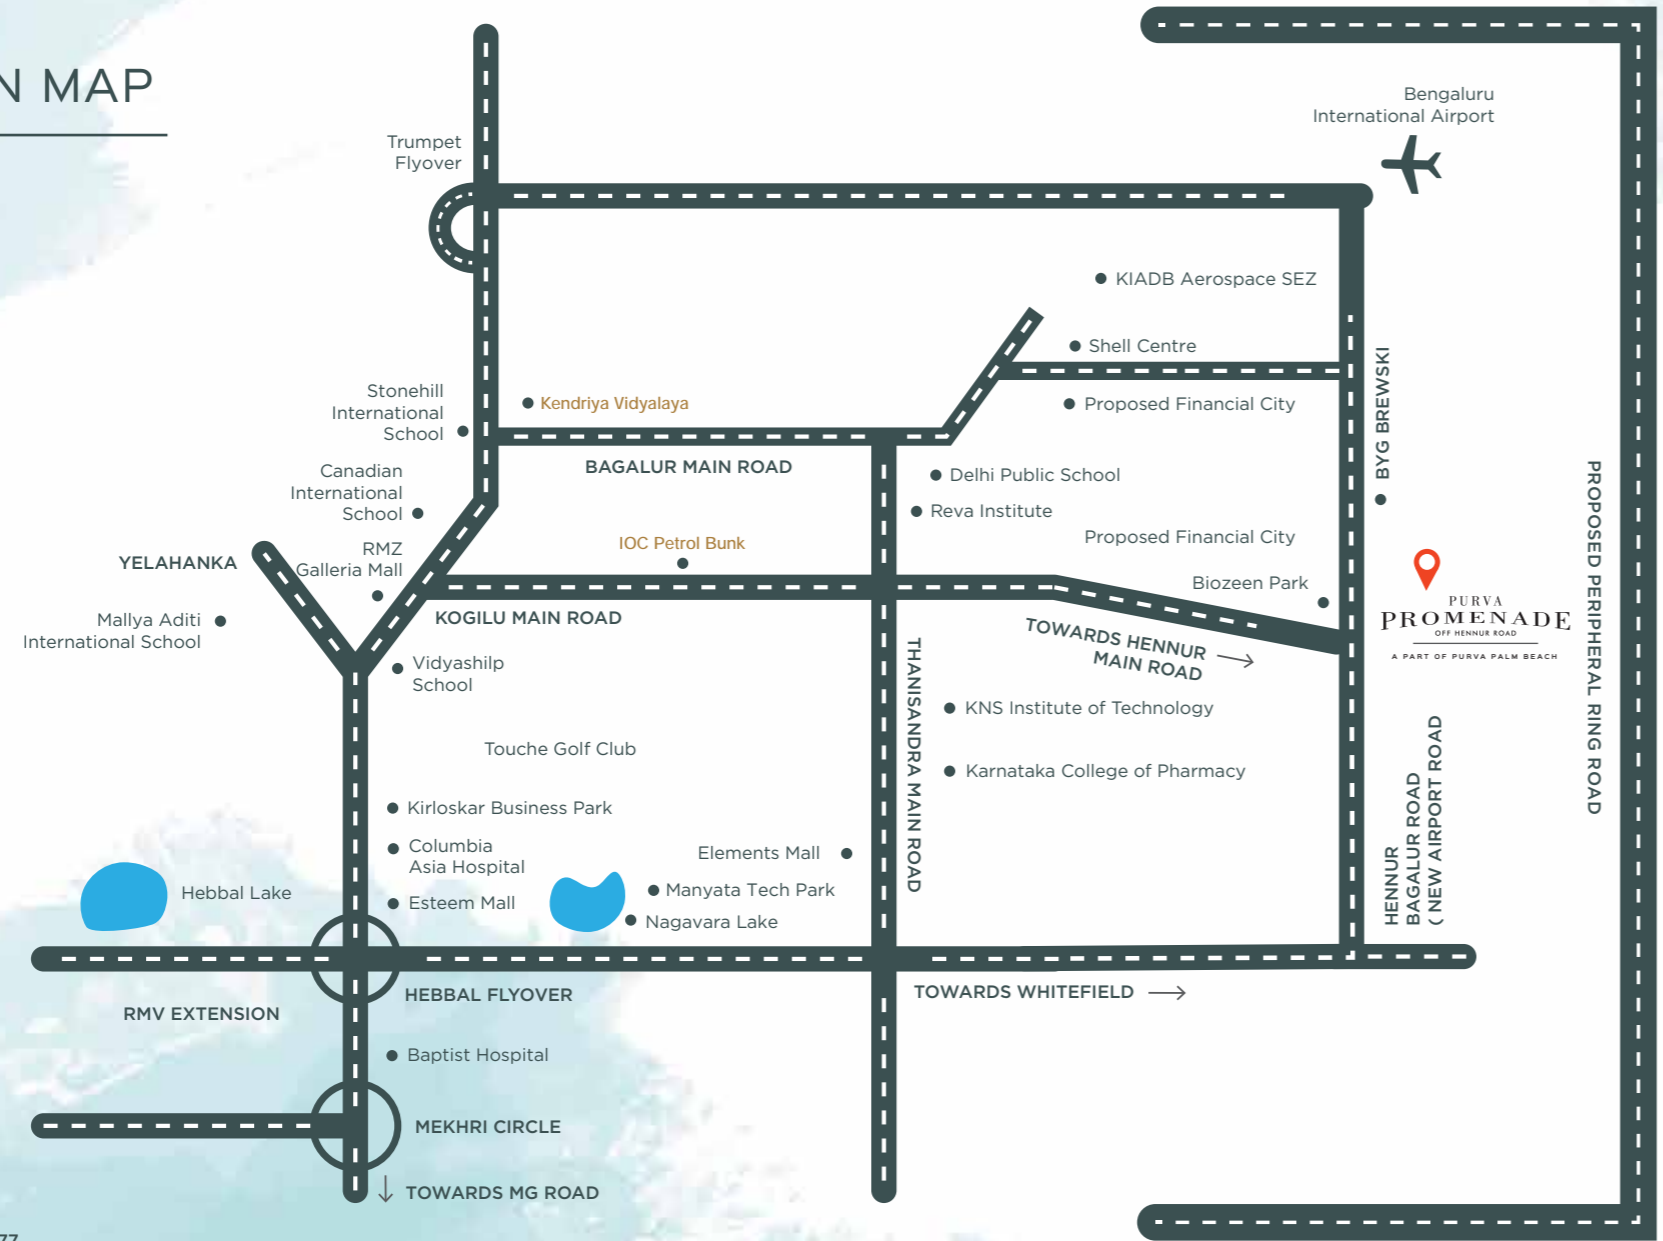 N MAP
Bengaluru
International Airport
Trumpet
Flyover
KIADB Aerospace SEZ
Shell Centre
Stonehill
International
School
Kendriya Vidyalaya
Proposed Financial City
BYG BREWSKI
BAGALUR MAIN ROAD
Canadian
International
School
Delhi Public School
Reva Institute
PROPOSED PERIPHERAL RING ROAD
IOC Petrol Bunk
Proposed Financial City
YELAHANKA
RMZ
Galleria Mall
Biozeen Park
PURVA
PROMENADE
OFF HENNUR ROAD
A PART OF PURVA PALM BEACH
Mallya Aditi
International School
KOGILU MAIN ROAD
TOWARDS HENNUR
MAIN ROAD
Vidyashilp
School
THANISANDRA MAIN ROAD
KNS Institute of Technology
Touche Golf Club
Karnataka College of Pharmacy
HENNUR
BAGALUR ROAD
( NEW AIRPORT ROAD
Kirloskar Business Park
Columbia
Asia Hospital
Elements Mall
Hebbal Lake
Esteem Mall
Manyata Tech Park
Nagavara Lake
HEBBAL FLYOVER
TOWARDS WHITEFIELD
RMV EXTENSION
Baptist Hospital
MEKHRI CIRCLE
TOWARDS MG ROAD